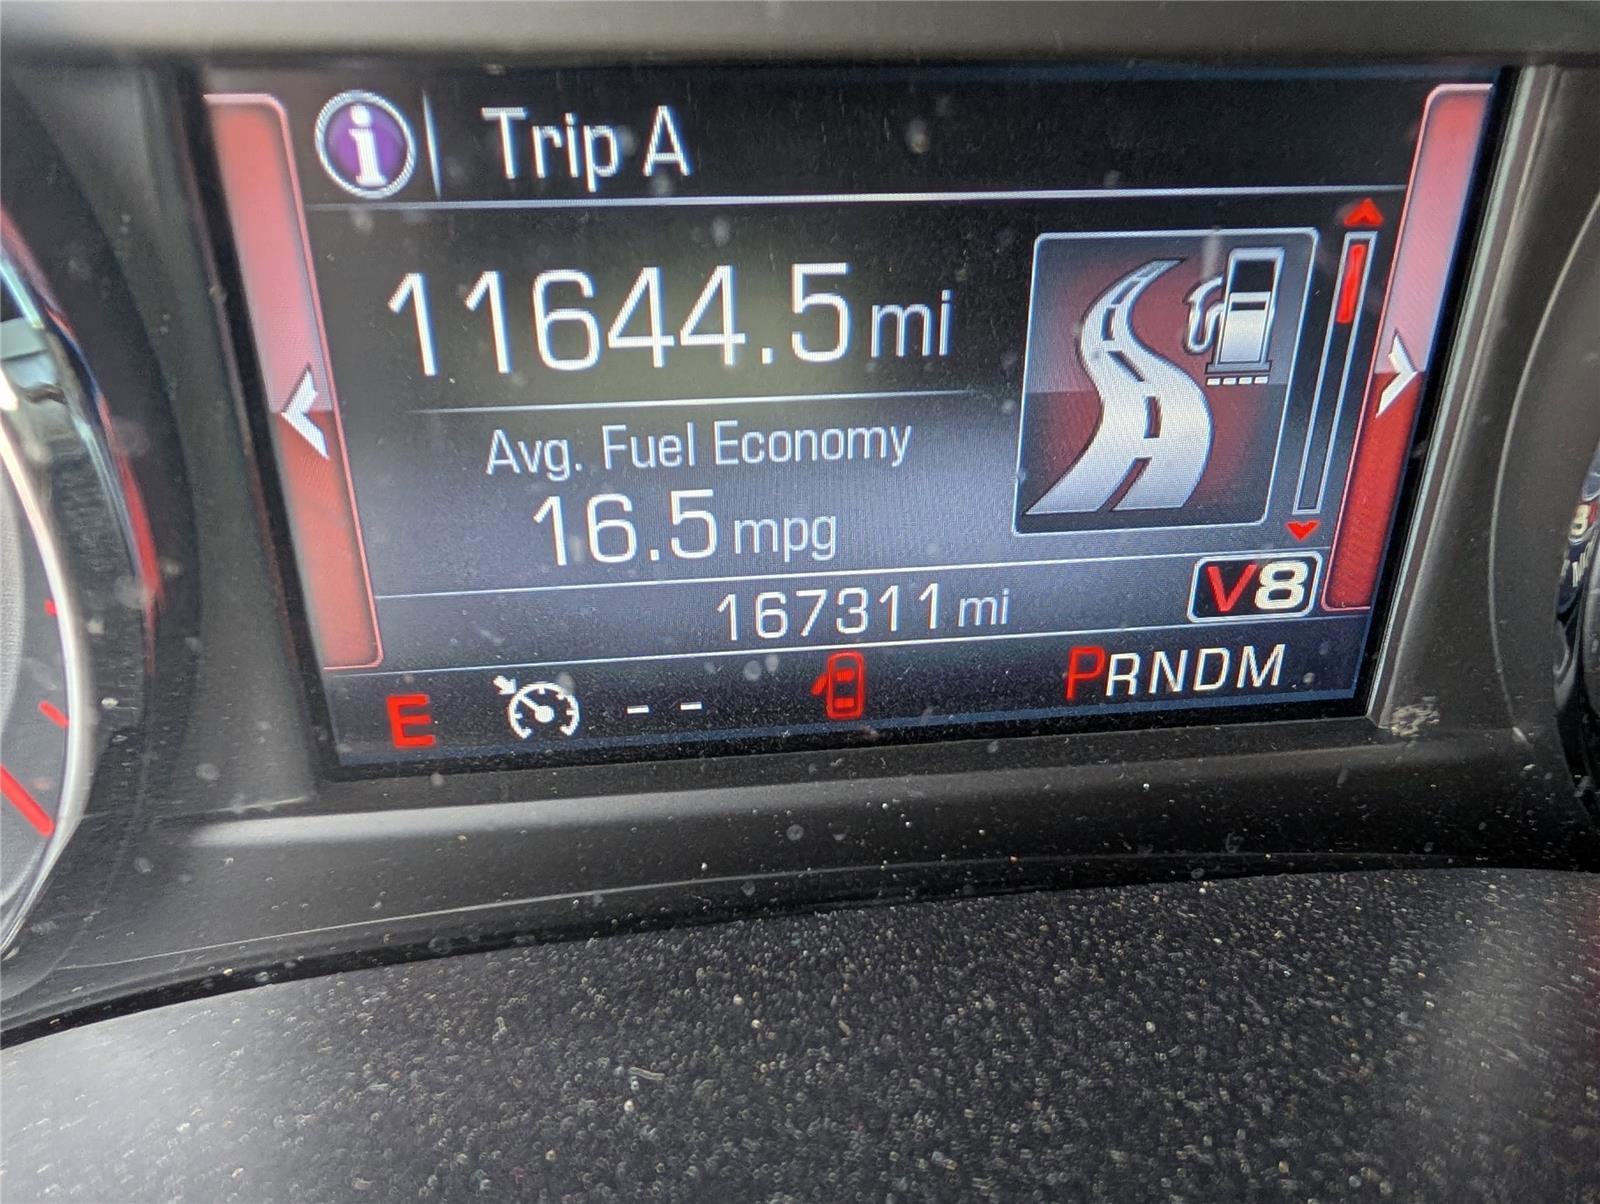 i Trip A
11644.5 mi
Avg. Fuel Economy
16.5 mpg
167311 mi
V8
E -- PRNDM